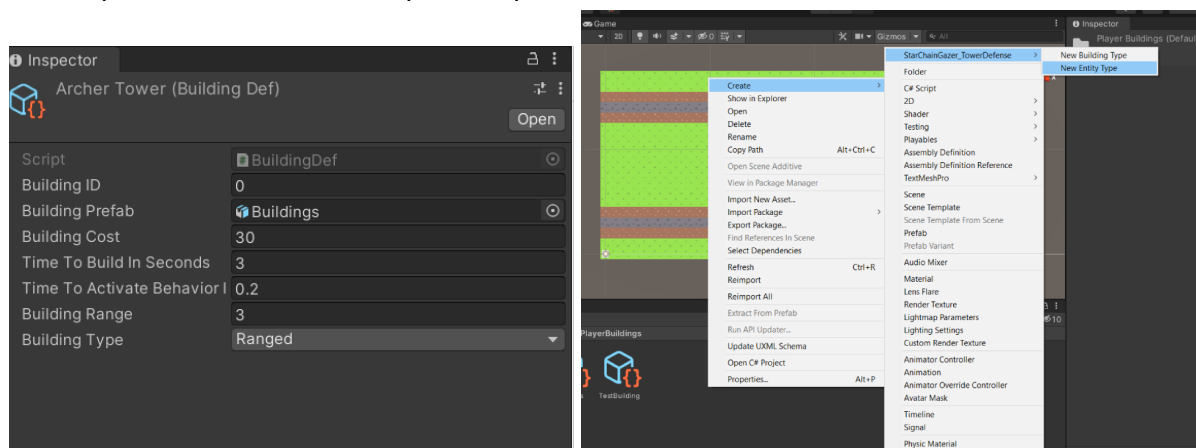 Inspector
Archer Tower (Building Def)
Open
Script BuildingDef
Building ID 0
Building Prefab Buildings
Building Cost 30
Time To Build In Seconds 3
Time To Activate Behavior I 0.2
Building Range 3
Building Type Ranged
Game
2D 0 Gizmos All
Create
Show in Explorer
Open
Delete
Rename
Copy Path Alt+Ctrl+C
Open Scene Additive
View in Package Manager
Import New Asset...
Import Package
Export Package...
Find References In Scene
Select Dependencies
Refresh Ctrl+R
Reimport
Reimport All
Extract From Prefab
Run API Updater...
Update UXML Schema
Open C# Project
Properties... Alt+P
StarChainGazer_TowerDefense
Folder
C# Script
2D
Shader
Testing
Playables
Assembly Definition
Assembly Definition Reference
TextMeshPro
Scene
Scene Template
Scene Template From Scene
Prefab
Prefab Variant
Audio Mixer
Material
Lens Flare
Render Texture
Lightmap Parameters
Lighting Settings
Custom Render Texture
Animator Controller
Animation
Animator Override Controller
Avatar Mask
Timeline
Signal
Physic Material
New Building Type
New Entity Type
Inspector
Player Buildings (Defaul
10
PlayerBuildings
TestBuilding